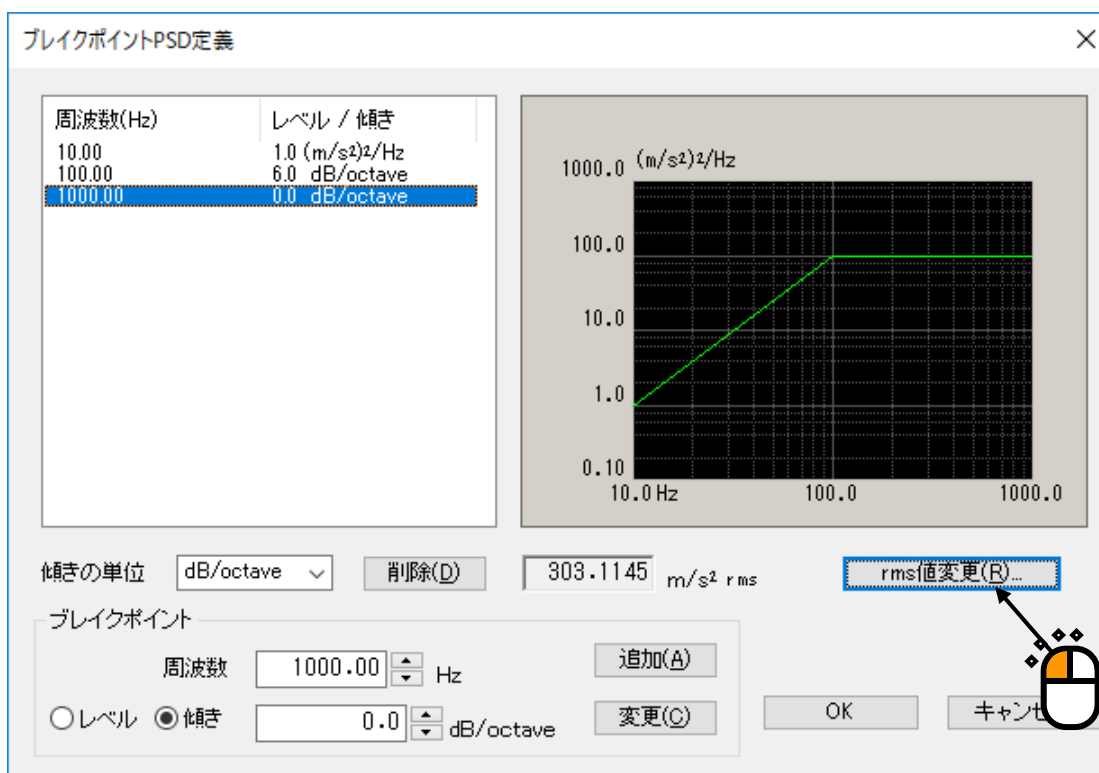 ブレイクポイントPSD定義
周波数(Hz) レベル / 傾き
10.00 1.0 (m/s²)²/Hz
100.00 6.0 dB/octave
1000.00 0.0 dB/octave
(m/s²)²/Hz
1000.0
100.0
10.0
1.0
0.10
10.0 Hz 100.0 1000.0
傾きの単位 dB/octave 削除(D) 303.1145 m/s² rms rms値変更(R)...
ブレイクポイント
周波数 1000.00 Hz 追加(A)
レベル 傾き 0.0 dB/octave 変更(C) OK キャンセ